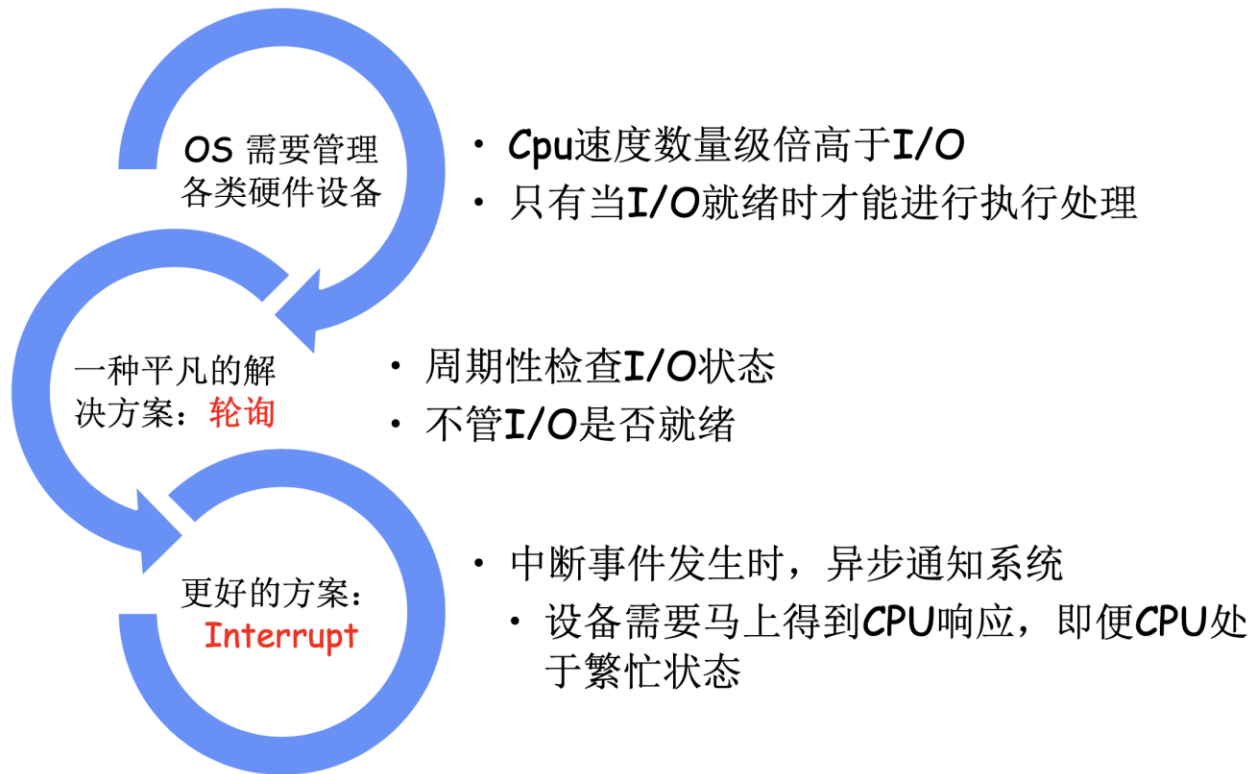 OS 需要管理
各类硬件设备
• Cpu速度数量级倍高于I/O
• 只有当I/O就绪时才能进行执行处理
一种平凡的解
决方案：轮询
• 周期性检查I/O状态
• 不管I/O是否就绪
更好的方案：
Interrupt
• 中断事件发生时，异步通知系统
• 设备需要马上得到CPU响应，即便CPU处
于繁忙状态